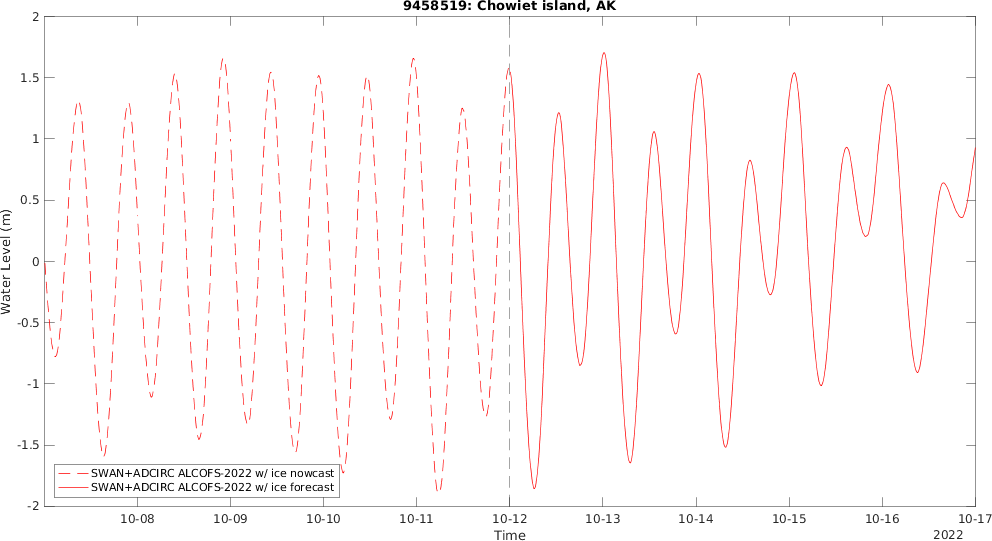 9458519: Chowiet island, AK
2
1.5
1
0.5
0
-0.5
-1
-1.5
-2
Water Level (m)
SWAN+ADCIRC ALCOFS-2022 w/ ice nowcast
SWAN+ADCIRC ALCOFS-2022 w/ ice forecast
10-08 10-09 10-10 10-11 10-12 10-13 10-14 10-15 10-16 10-17
Time
2022